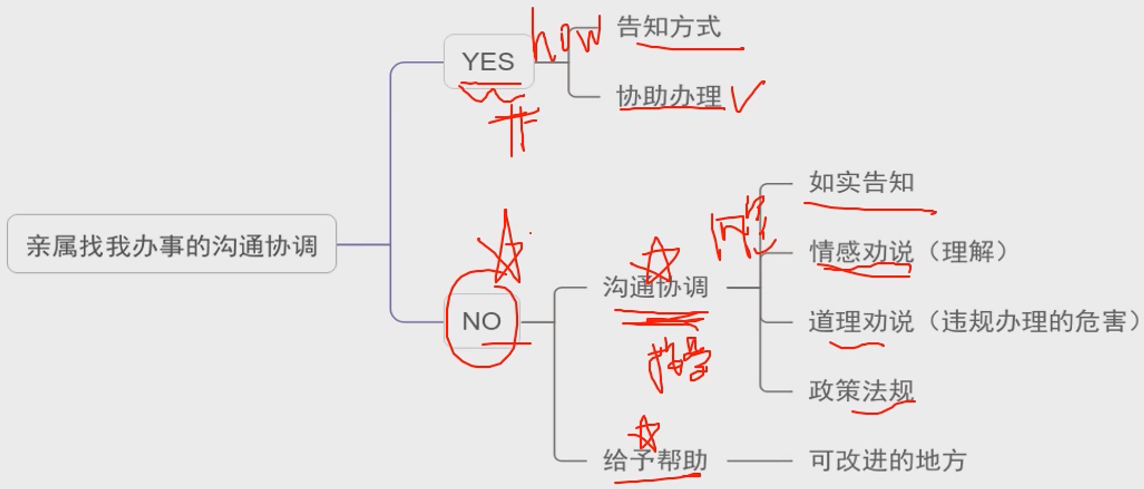 亲属找我办事的沟通协调
YES
how
告知方式
协助办理
NO
沟通协调
如实告知
情感劝说（理解）
道理劝说（违规办理的危害）
政策法规
给予帮助
可改进的地方